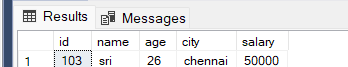 Results Messages
id name age city salary
1 103 sri 26 chennai 50000